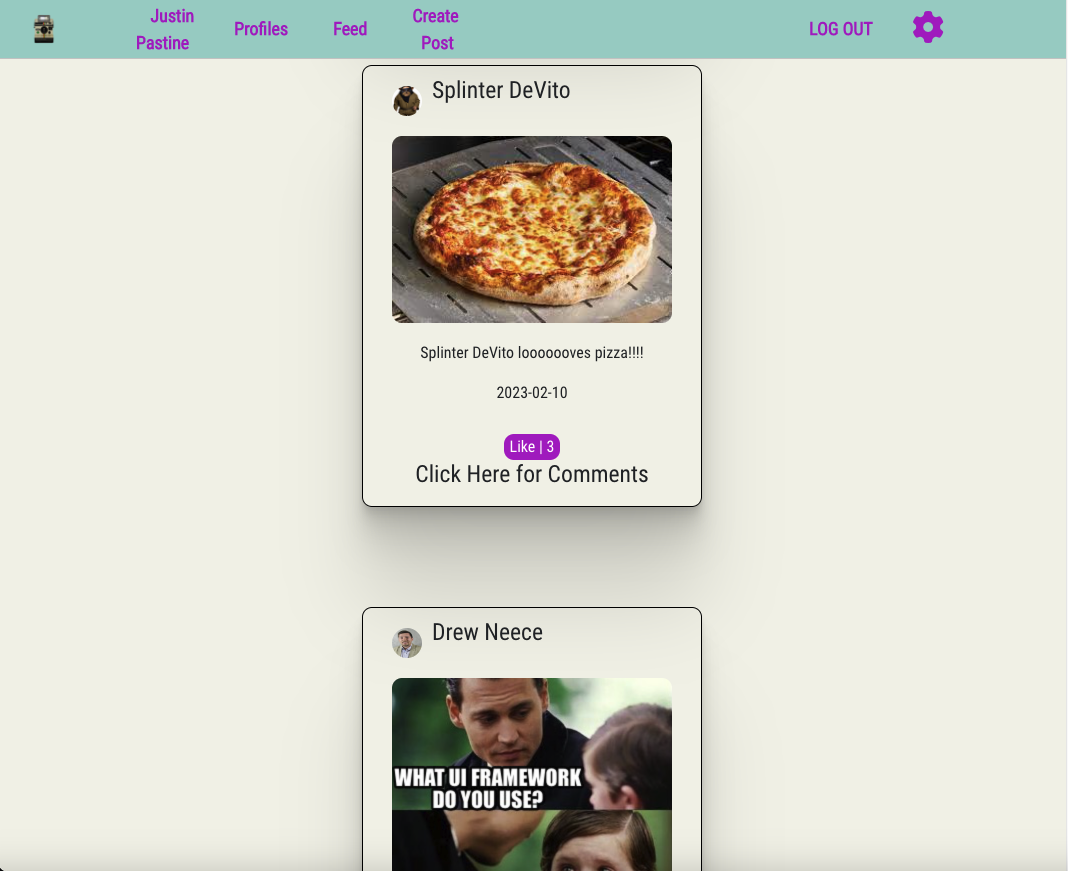 Justin
Pastine
Profiles
Feed
Create
Post
LOG OUT
Splinter DeVito
Splinter DeVito looooooves pizza!!!!
2023-02-10
Like | 3
Click Here for Comments
Drew Neece
WHAT UI FRAMEWORK
DO YOU USE?